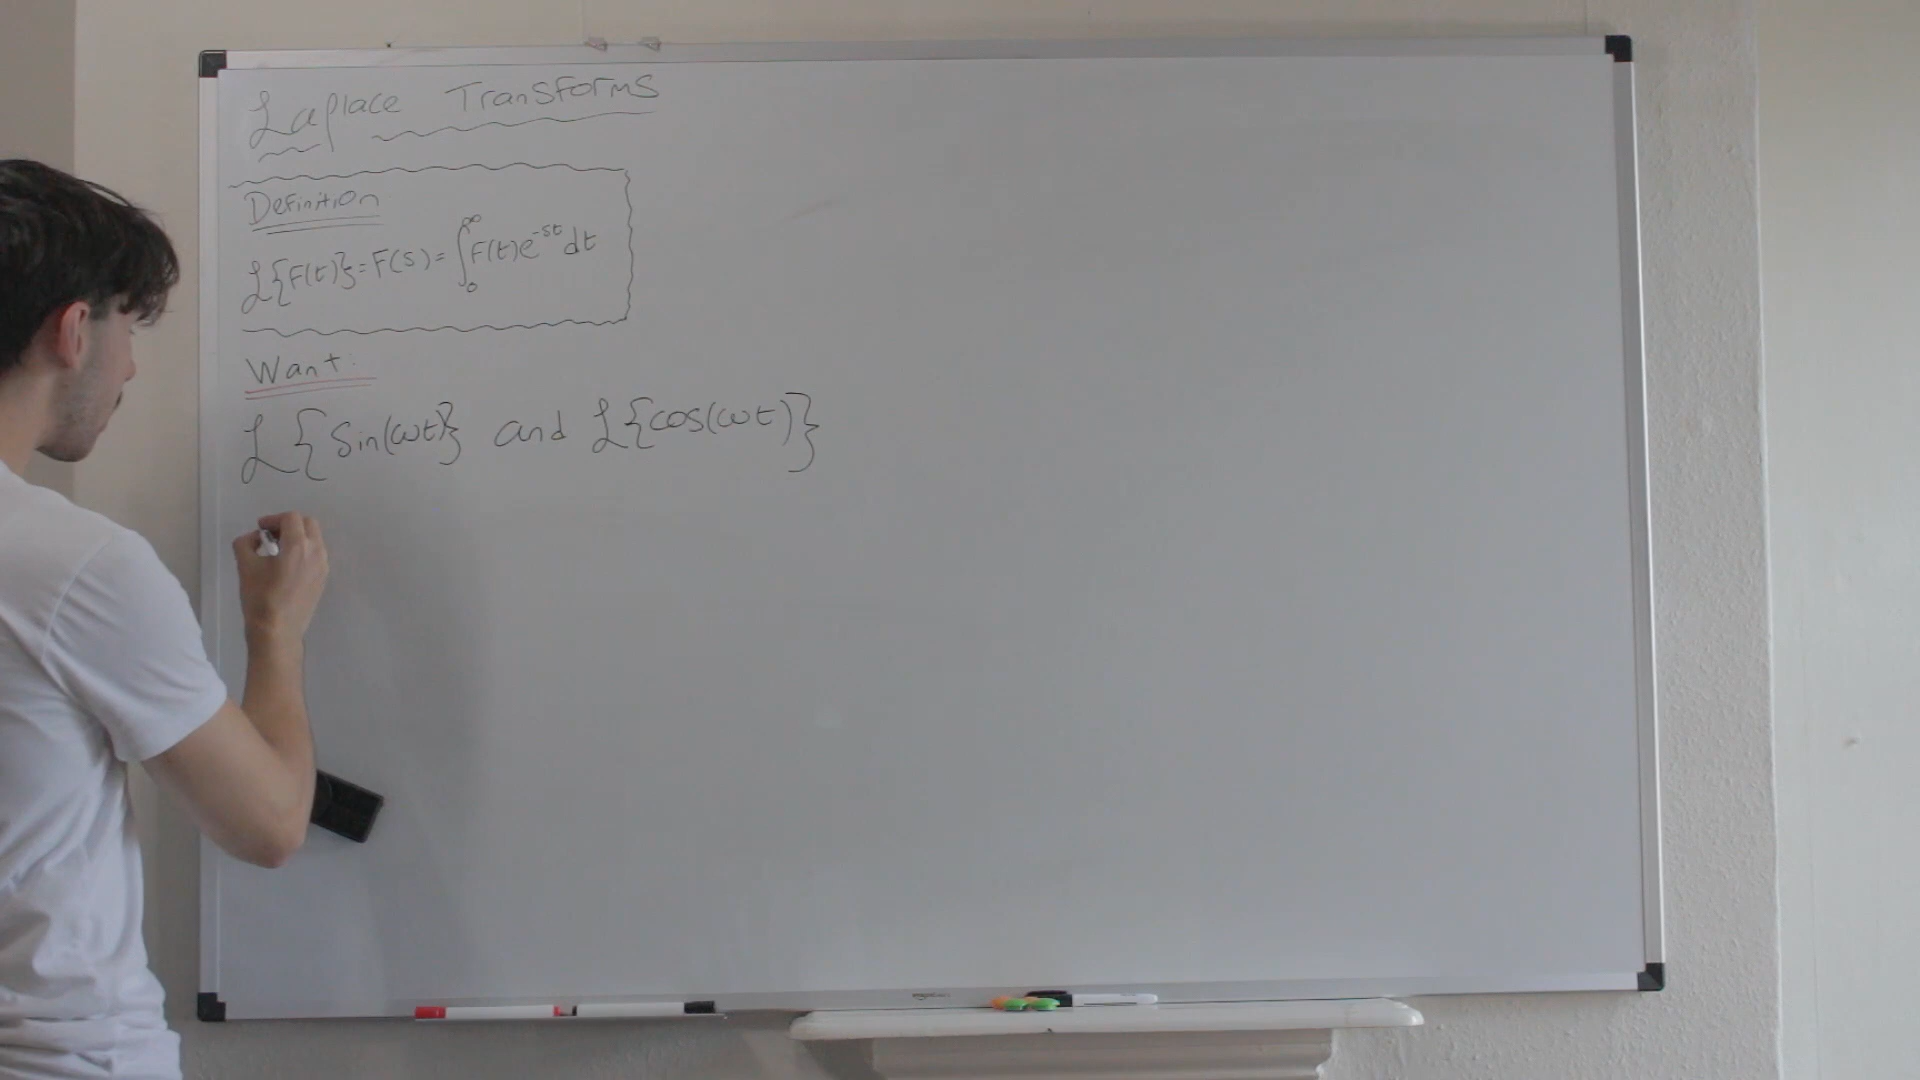 Laplace Transforms
Definition
ℒ{F(t)}=F(s)=∫₀^∞ F(t)e^-st dt
Want:
ℒ{Sin(ωt)} and ℒ{cos(ωt)}